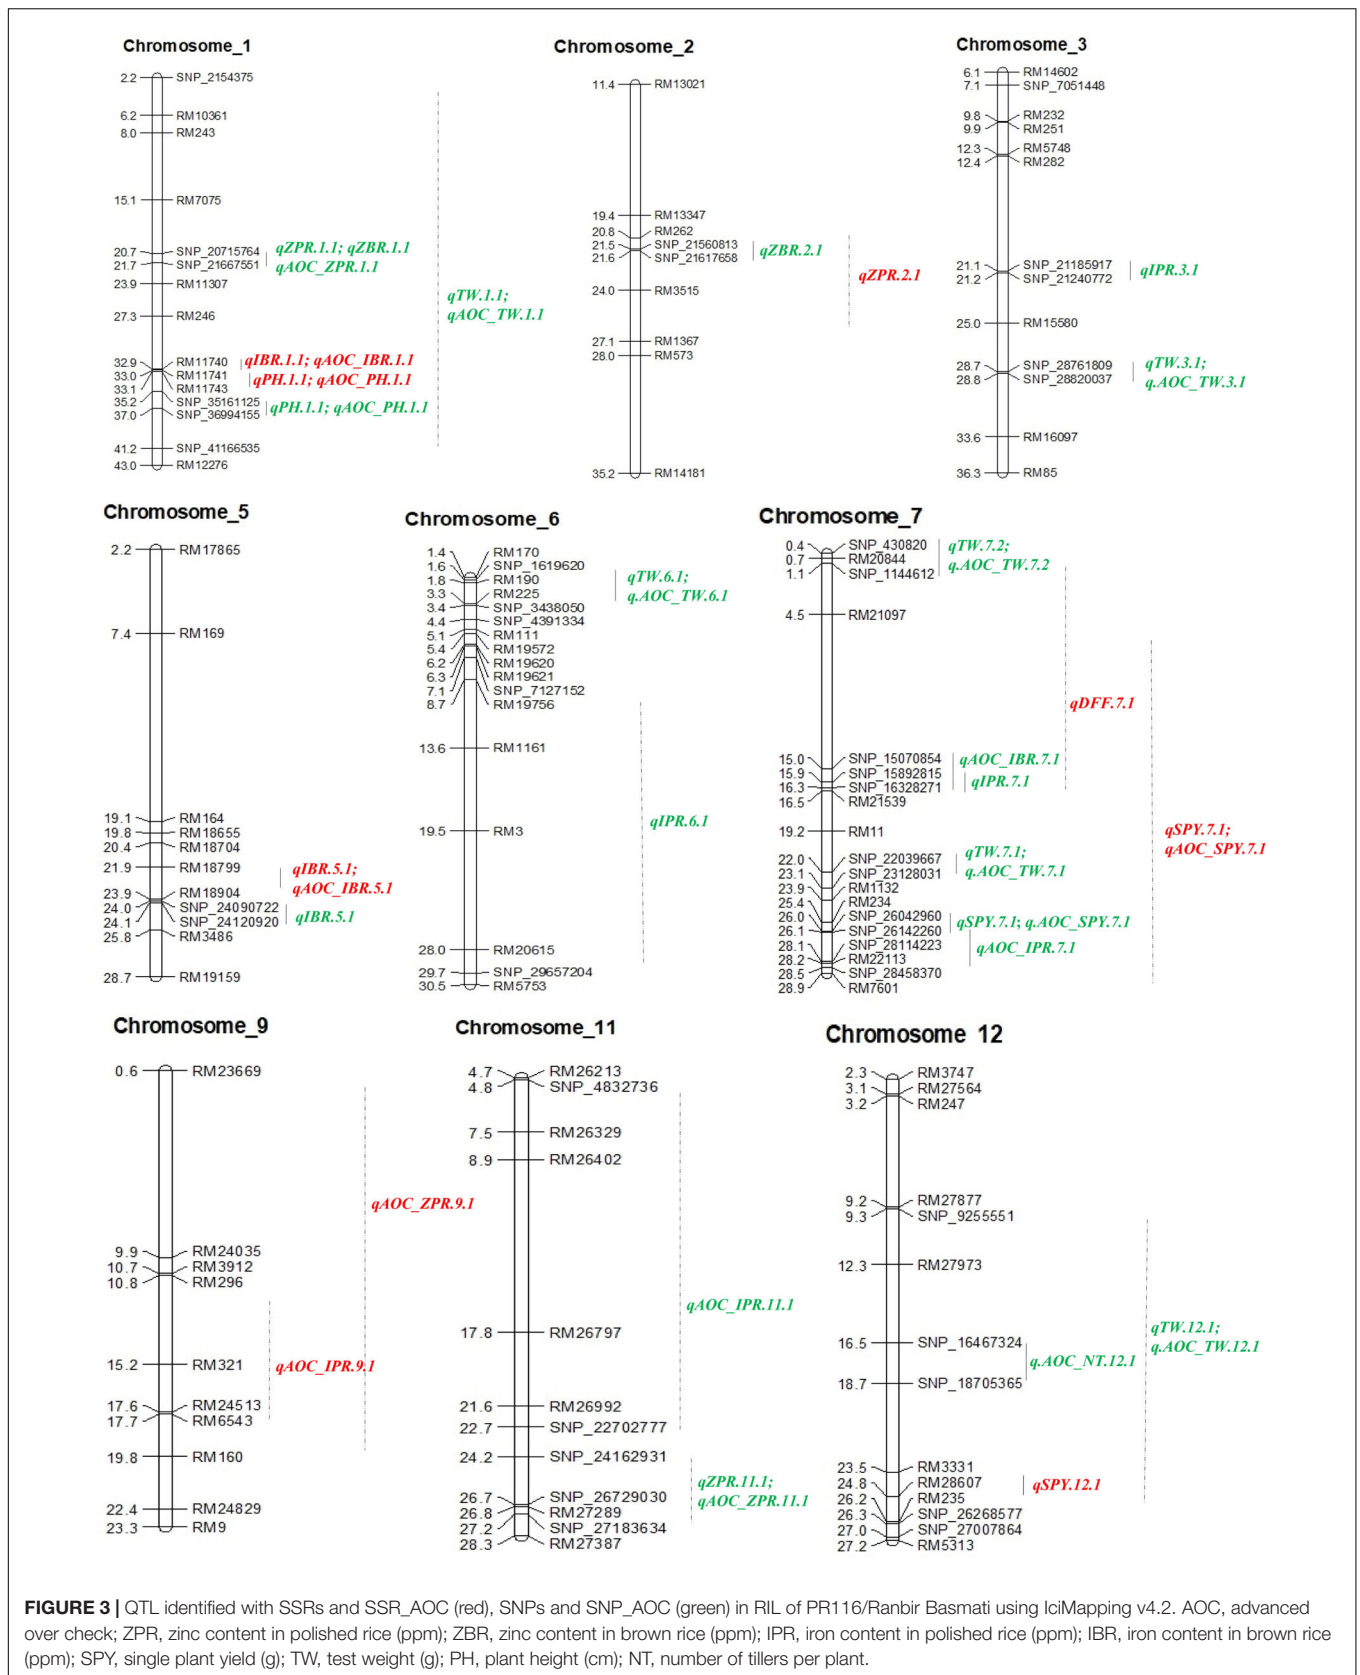 Chromosome_1
2.2 SNP_2154375
6.2 RM10361
8.0 RM243
15.1 RM7075
20.7 SNP_20715764 qZPR.1.1; qZBR.1.1
21.7 SNP_21667551 qAOC_ZPR.1.1
23.9 RM11307
qTW.1.1;
qAOC_TW.1.1
27.3 RM246
32.9 RM11740 qIBR.1.1; qAOC_IBR.1.1
33.0 RM11741 qPH.1.1; qAOC_PH.1.1
33.1 RM11743
35.2 SNP_35161125 qPH.1.1; qAOC_PH.1.1
37.0 SNP_36994155
41.2 SNP_41166535
43.0 RM12276
Chromosome_2
11.4 RM13021
19.4 RM13347
20.8 RM262
21.5 SNP_21560813 qZBR.2.1
21.6 SNP_21617658
qZPR.2.1
24.0 RM3515
27.1 RM1367
28.0 RM573
35.2 RM14181
Chromosome_3
6.1 RM14602
7.1 SNP_7051448
9.8 RM232
9.9 RM251
12.3 RM5748
12.4 RM282
21.1 SNP_21185917 qIPR.3.1
21.2 SNP_21240772
25.0 RM15580
28.7 SNP_28761809 qTW.3.1;
28.8 SNP_28820037 q.AOC_TW.3.1
33.6 RM16097
36.3 RM85
Chromosome_5
2.2 RM17865
7.4 RM169
19.1 RM164
19.8 RM18655
20.4 RM18704
21.9 RM18799 qIBR.5.1;
qAOC_IBR.5.1
23.9 RM18904
24.0 SNP_24090722 qIBR.5.1
24.1 SNP_24120920
25.8 RM3486
28.7 RM19159
Chromosome_6
1.4 RM170
1.6 SNP_1619620
1.8 RM190 qTW.6.1;
3.3 RM225 q.AOC_TW.6.1
3.4 SNP_3438050
4.4 SNP_4391334
5.1 RM111
5.4 RM19572
6.2 RM19620
6.3 RM19621
7.1 SNP_7127152
8.7 RM19756
13.6 RM1161
19.5 RM3 qIPR.6.1
28.0 RM20615
29.7 SNP_29657204
30.5 RM5753
Chromosome_7
0.4 SNP_430820 qTW.7.2;
0.7 RM20844 q.AOC_TW.7.2
1.1 SNP_1144612
4.5 RM21097
qDFF.7.1
15.0 SNP_15070854 qAOC_IBR.7.1
15.9 SNP_15892815 qIPR.7.1
16.3 SNP_16328271
16.5 RM21539
19.2 RM11 qSPY.7.1;
qAOC_SPY.7.1
22.0 SNP_22039667 qTW.7.1;
23.1 SNP_23128031 q.AOC_TW.7.1
23.9 RM1132
25.4 RM234
26.0 SNP_26042960 qSPY.7.1; q.AOC_SPY.7.1
26.1 SNP_26142260
28.1 SNP_28114223 qAOC_IPR.7.1
28.2 RM22113
28.5 SNP_28458370
28.9 RM7601
Chromosome_9
0.6 RM23669
qAOC_ZPR.9.1
9.9 RM24035
10.7 RM3912
10.8 RM296
15.2 RM321 qAOC_IPR.9.1
17.6 RM24513
17.7 RM6543
19.8 RM160
22.4 RM24829
23.3 RM9
Chromosome_11
4.7 RM26213
4.8 SNP_4832736
7.5 RM26329
8.9 RM26402
qAOC_IPR.11.1
17.8 RM26797
21.6 RM26992
22.7 SNP_22702777
24.2 SNP_24162931
qZPR.11.1;
26.7 SNP_26729030 qAOC_ZPR.11.1
26.8 RM27289
27.2 SNP_27183634
28.3 RM27387
Chromosome 12
2.3 RM3747
3.1 RM27564
3.2 RM247
9.2 RM27877
9.3 SNP_9255551
12.3 RM27973
qTW.12.1;
q.AOC_TW.12.1
16.5 SNP_16467324 q.AOC_NT.12.1
18.7 SNP_18705365
23.5 RM3331
24.8 RM28607 qSPY.12.1
26.2 RM235
26.3 SNP_26268577
27.0 SNP_27007864
27.2 RM5313
FIGURE 3 | QTL identified with SSRs and SSR_AOC (red), SNPs and SNP_AOC (green) in RIL of PR116/Ranbir Basmati using IciMapping v4.2. AOC, advanced
over check; ZPR, zinc content in polished rice (ppm); ZBR, zinc content in brown rice (ppm); IPR, iron content in polished rice (ppm); IBR, iron content in brown rice
(ppm); SPY, single plant yield (g); TW, test weight (g); PH, plant height (cm); NT, number of tillers per plant.